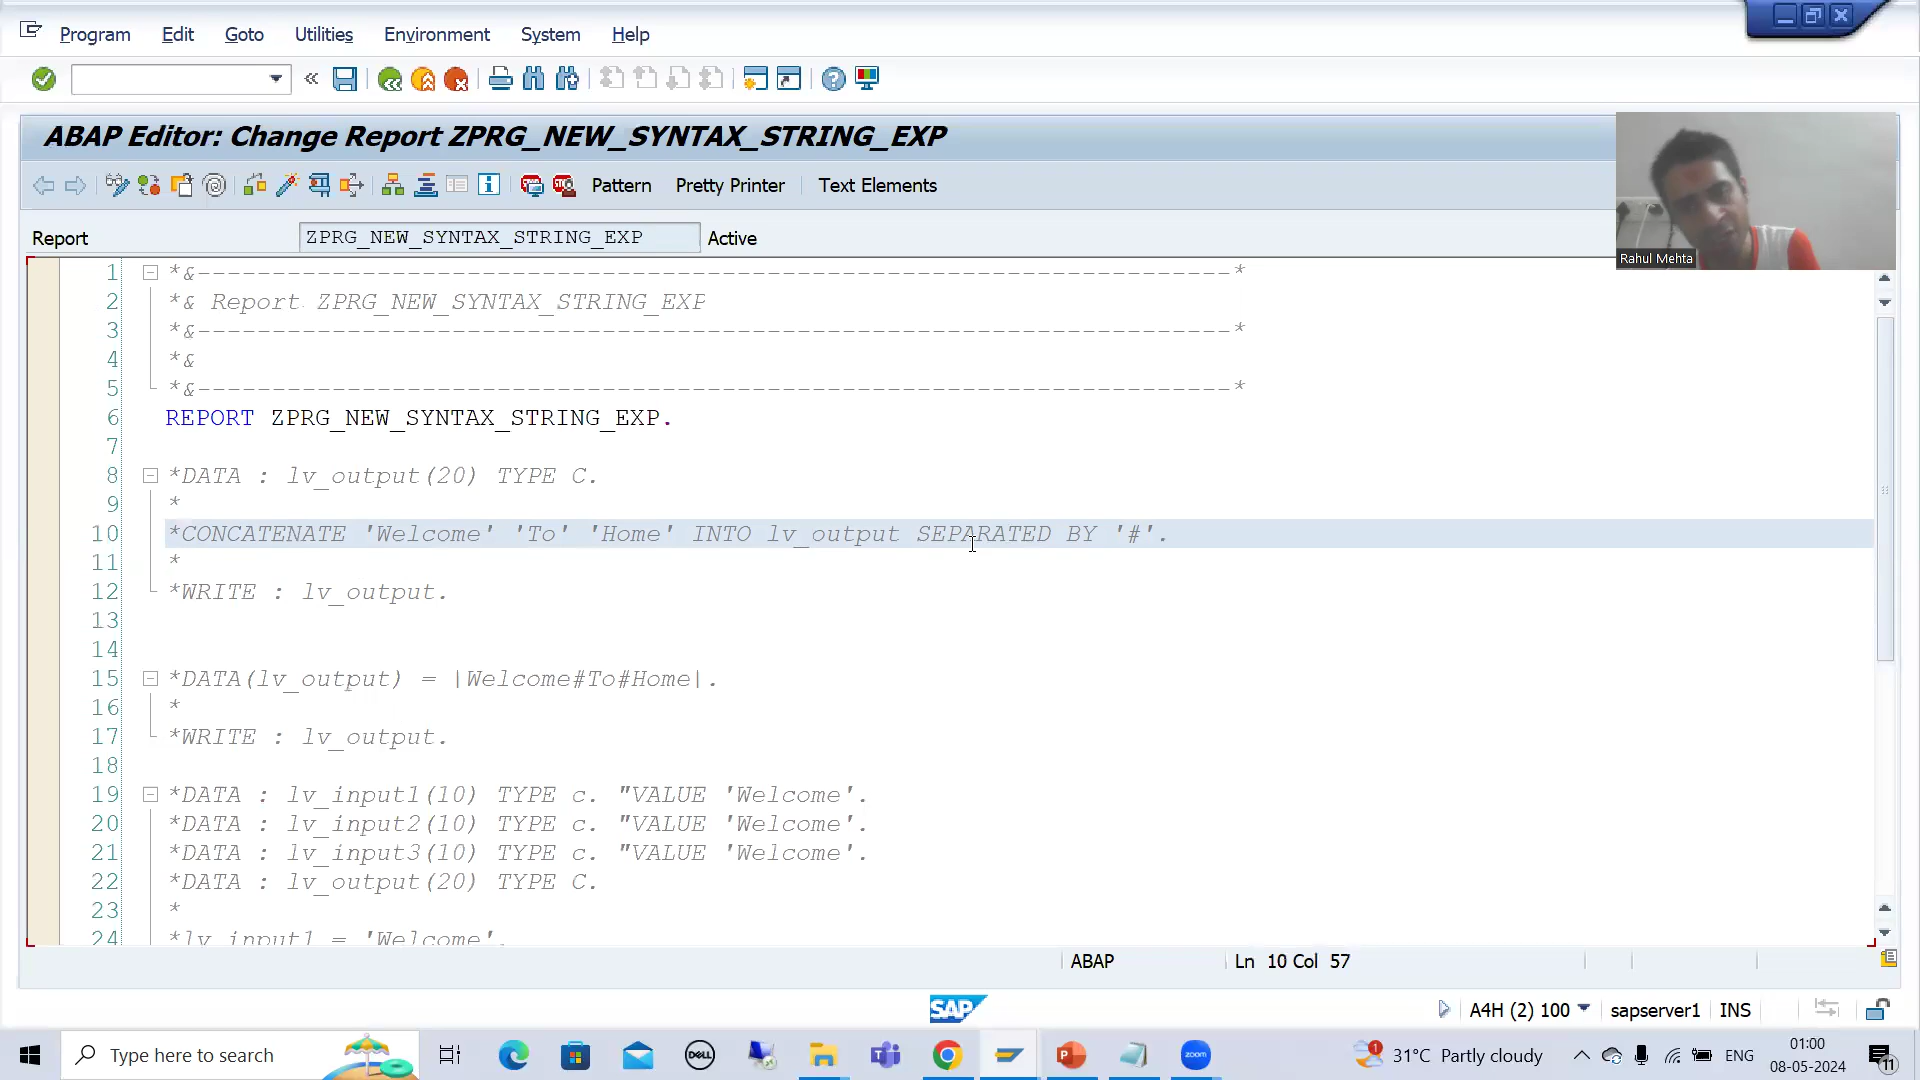 Program Edit Goto Utilities Environment System Help
ABAP Editor: Change Report ZPRG_NEW_SYNTAX_STRING_EXP
Pattern Pretty Printer Text Elements
Report ZPRG_NEW_SYNTAX_STRING_EXP Active
Rahul Mehta
1 *&---------------------------------------------------------------------*
2 *& Report ZPRG_NEW_SYNTAX_STRING_EXP
3 *&---------------------------------------------------------------------*
4 *&
5 *&---------------------------------------------------------------------*
6 REPORT ZPRG_NEW_SYNTAX_STRING_EXP.
7
8 *DATA : lv_output(20) TYPE C.
9 *
10 *CONCATENATE 'Welcome' 'To' 'Home' INTO lv_output SEPARATED BY '#'.
11 *
12 *WRITE : lv_output.
13
14
15 *DATA(lv_output) = |Welcome#To#Home|.
16 *
17 *WRITE : lv_output.
18
19 *DATA : lv_input1(10) TYPE c. "VALUE 'Welcome'.
20 *DATA : lv_input2(10) TYPE c. "VALUE 'Welcome'.
21 *DATA : lv_input3(10) TYPE c. "VALUE 'Welcome'.
22 *DATA : lv_output(20) TYPE C.
23 *
24 *lv_input1 = 'Welcome'.
ABAP Ln 10 Col 57
SAP A4H (2) 100 sapserver1 INS
Type here to search DELL zoom 1 31°C Partly cloudy ENG 01:00
08-05-2024 11